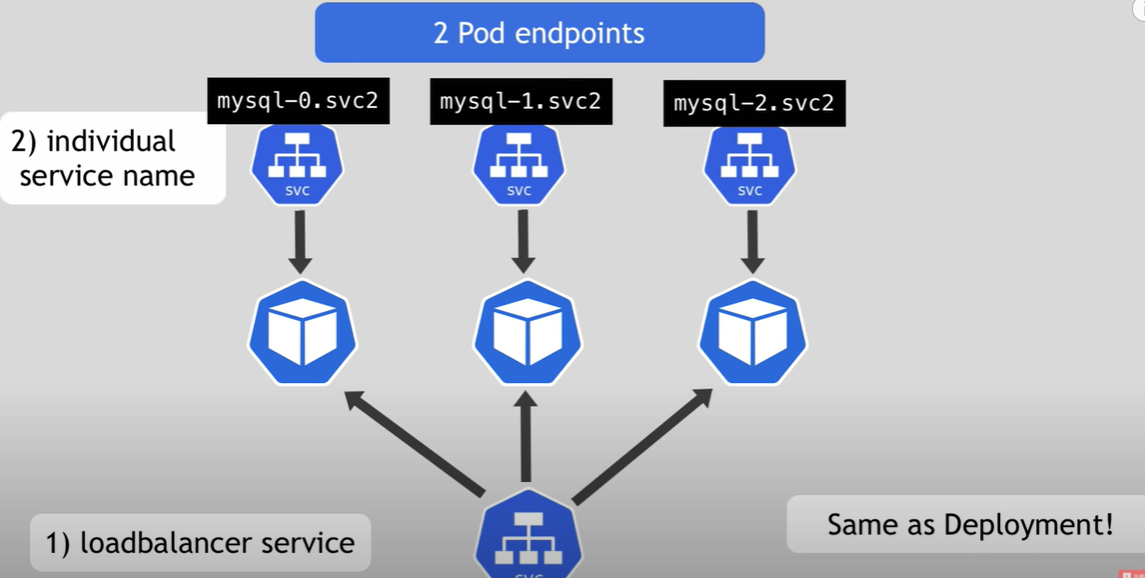 2 Pod endpoints
mysql-0.svc2
mysql-1.svc2
mysql-2.svc2
2) individual
service name
svc
svc
svc
1) loadbalancer service
Same as Deployment!
svc